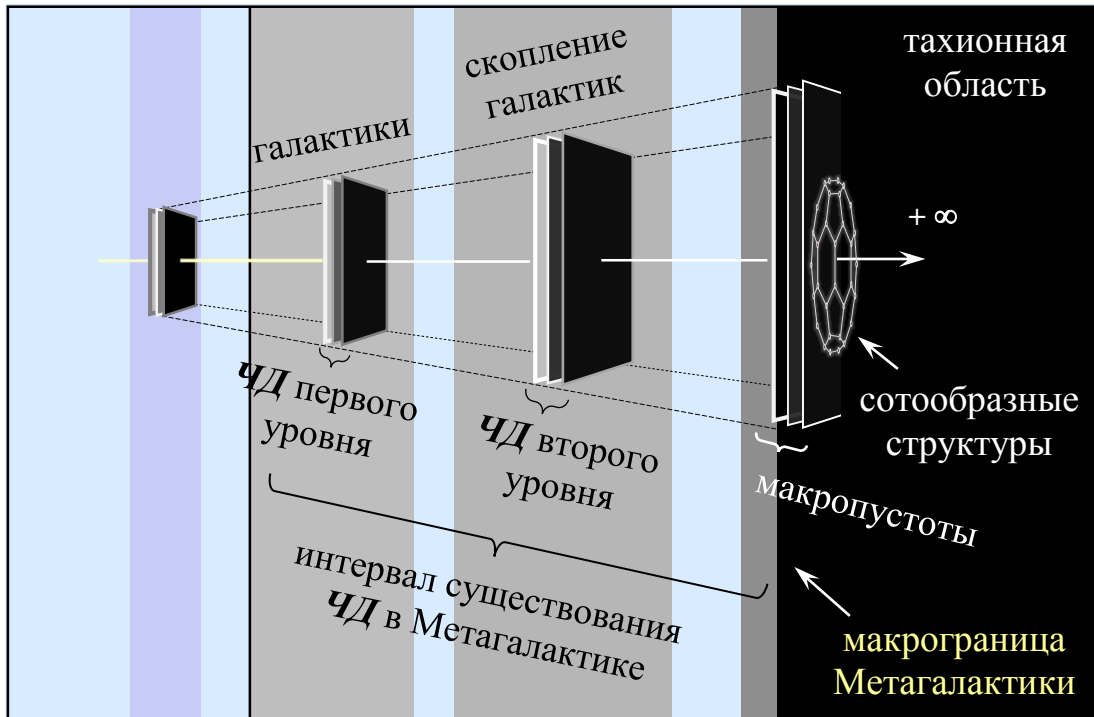 тахионная
область
скопление
галактик
галактики
+ ∞
ЧД первого
уровня
ЧД второго
уровня
сотообразные
структуры
макропустоты
интервал существования
ЧД в Метагалактике
макрограница
Метагалактики